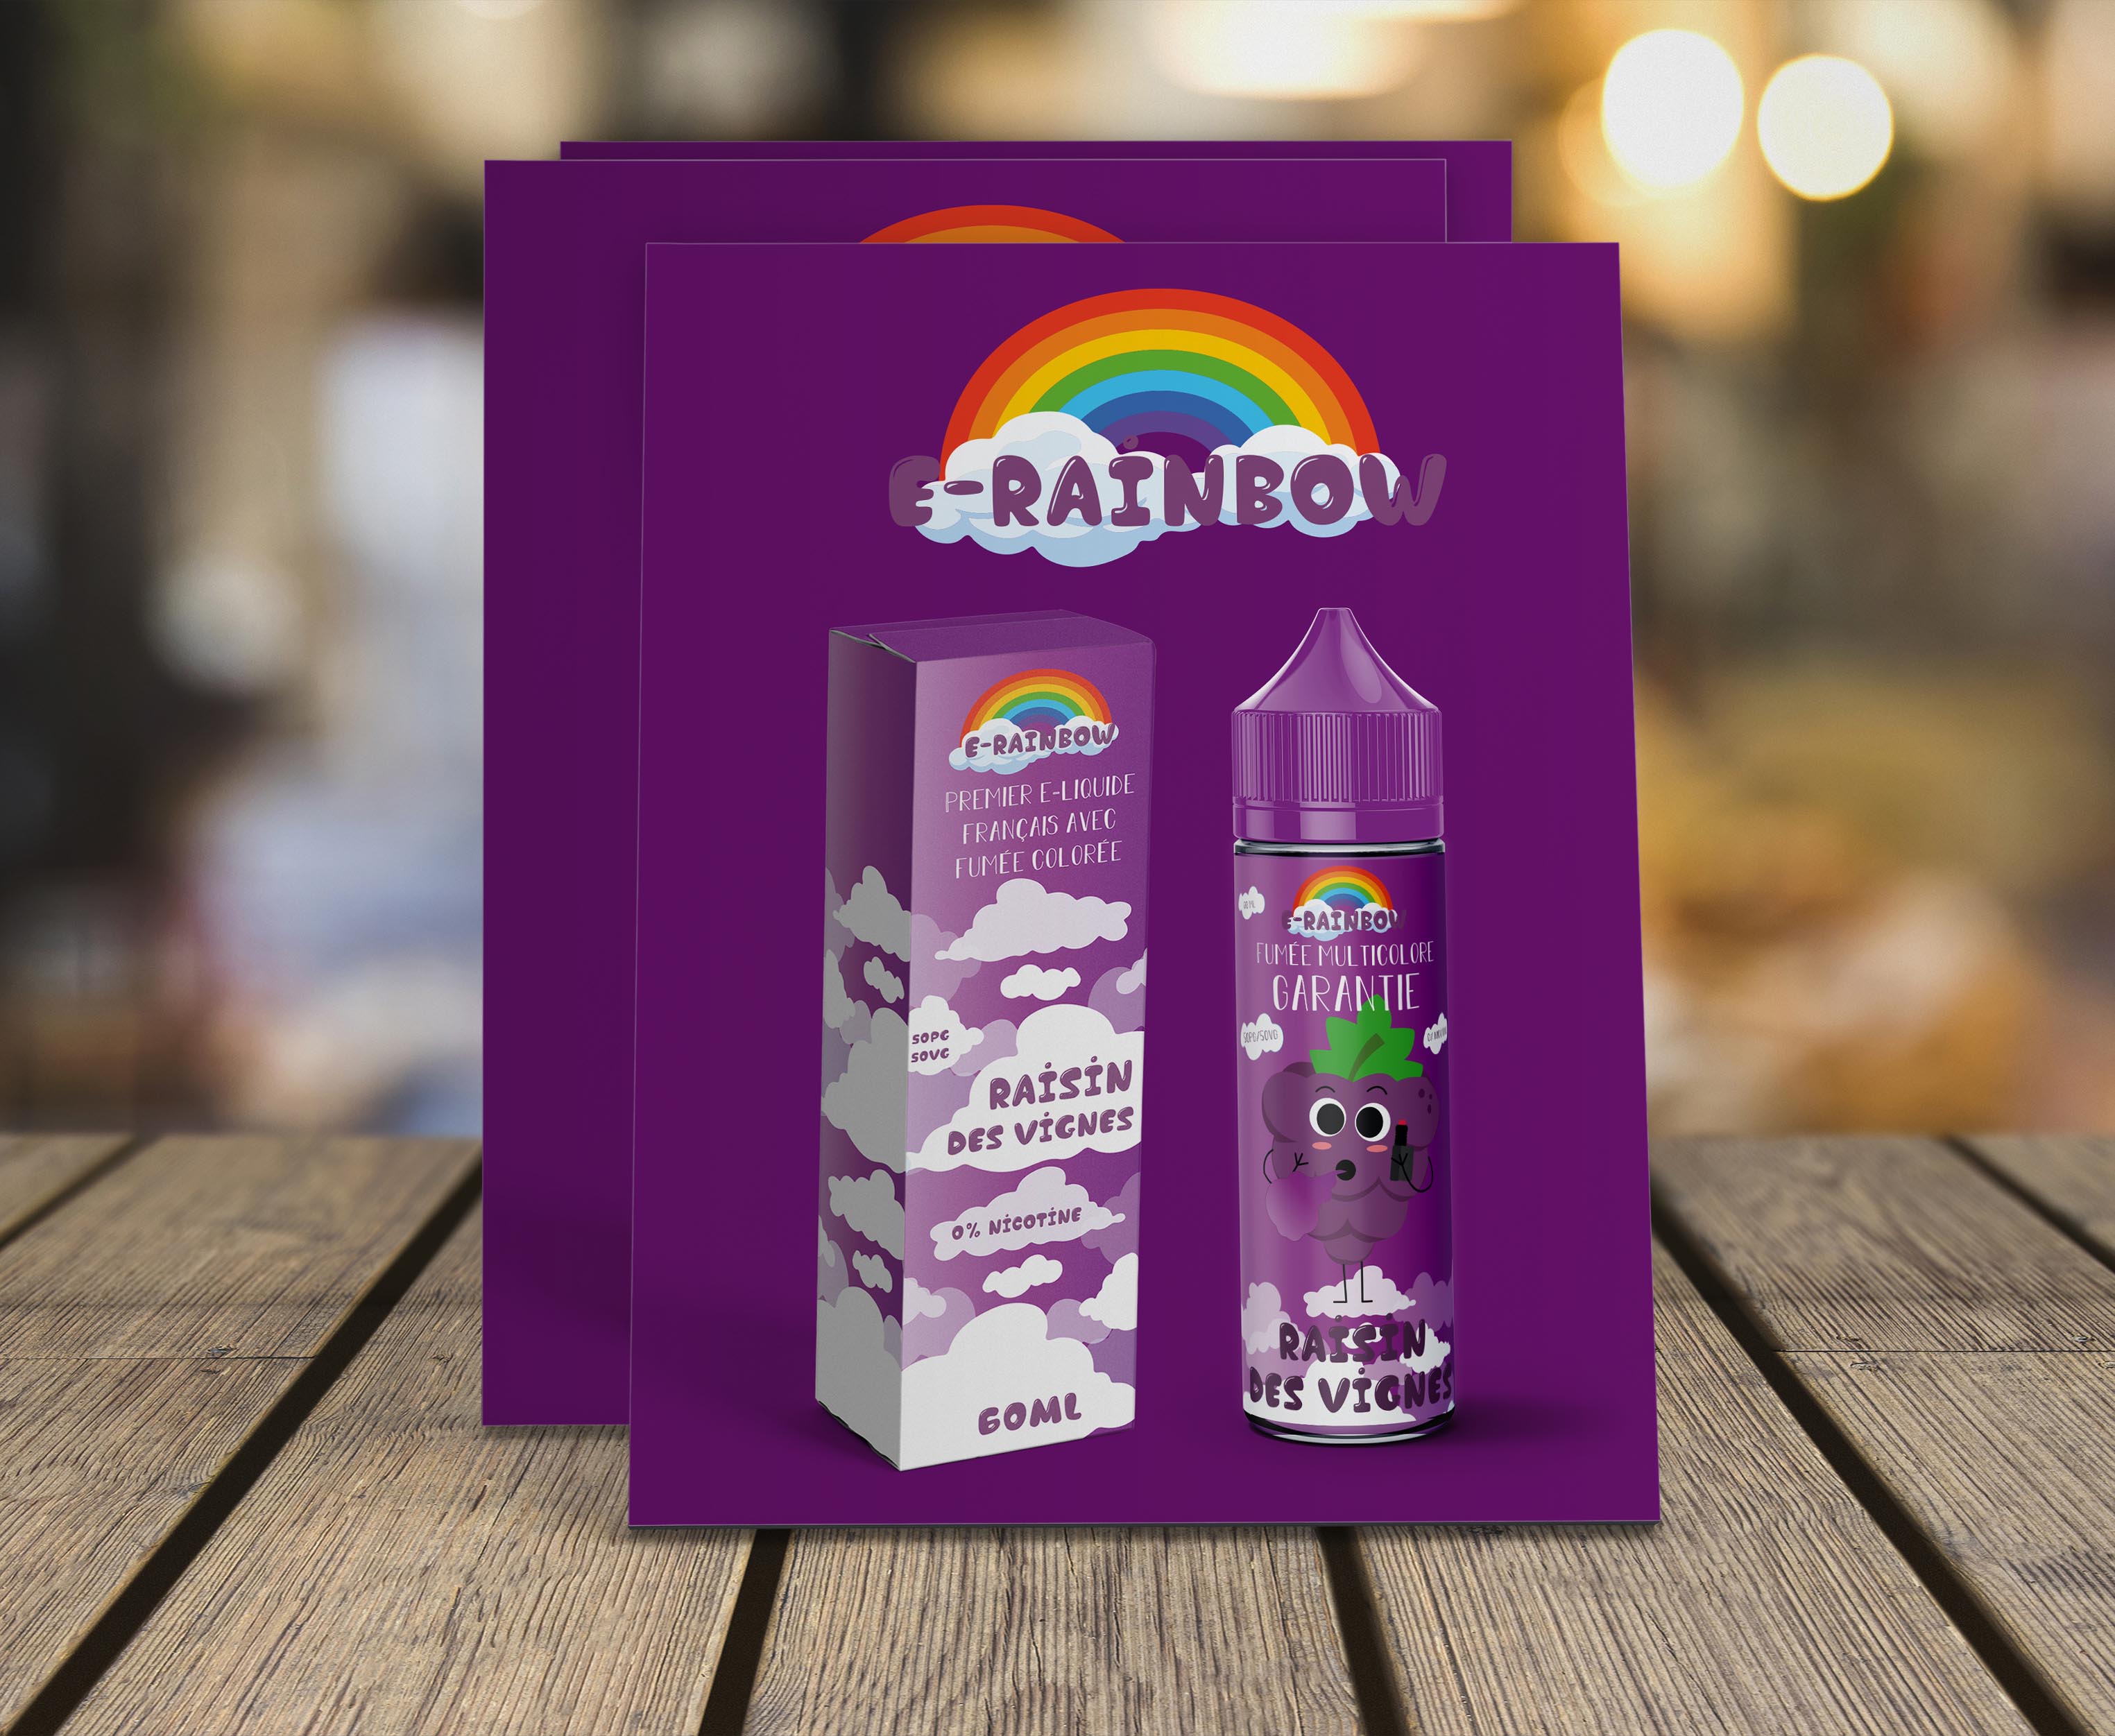 E-RAINBOW
E-RAINBOW
PREMIER E-LIQUIDE
FRANÇAIS AVEC
FUMÉE COLORÉE
50PG
50VG
RAISIN
DES VIGNES
0% NICOTINE
60ML
60ML
E-RAINBOW
FUMÉE MULTICOLORE
GARANTIE
50PG/50VG
RAISIN
DES VIGNES